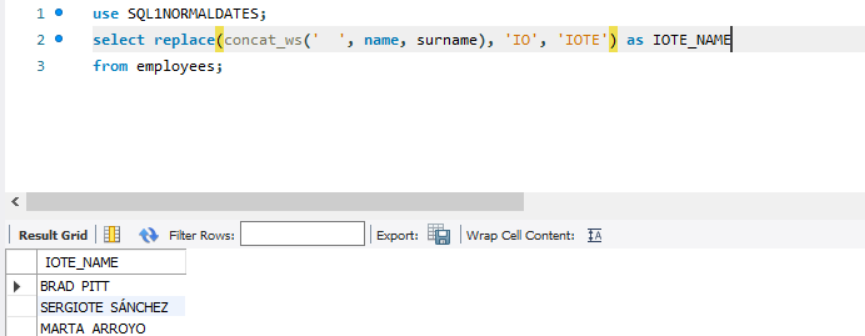 1 use SQL1NORMALDATES;
2 select replace(concat_ws('  ', name, surname), 'IO', 'IOTE') as IOTE_NAME
3 from employees;
Result Grid Filter Rows: Export: Wrap Cell Content: IA
IOTE_NAME
BRAD PITT
SERGIOTE SÁNCHEZ
MARTA ARROYO